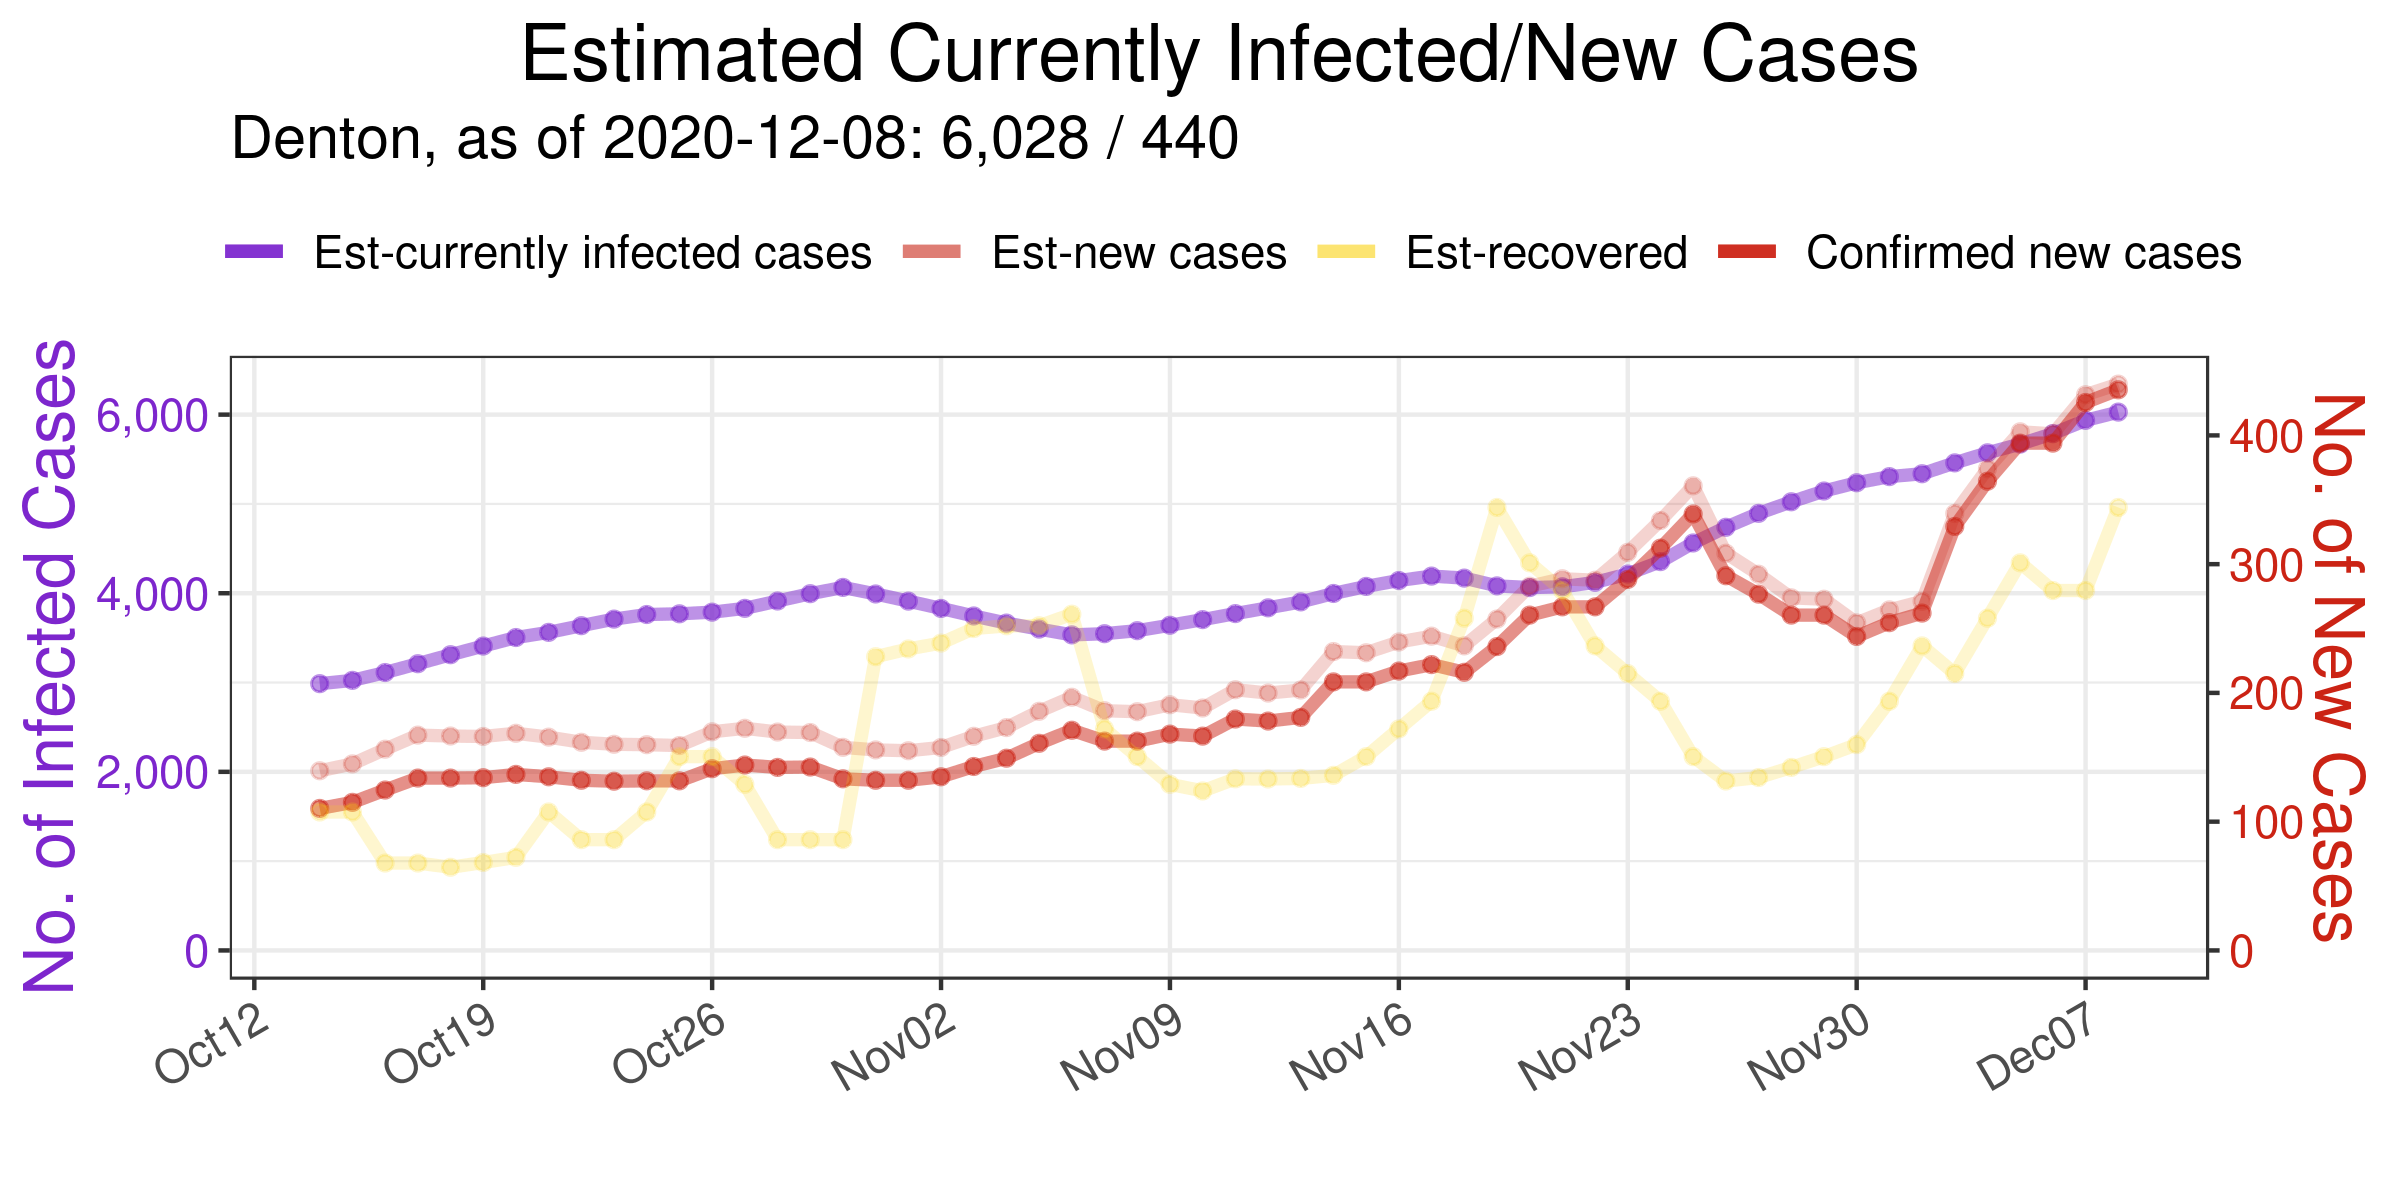 Estimated Currently Infected/New Cases
Denton, as of 2020-12-08: 6,028 / 440
Est-currently infected cases Est-new cases Est-recovered Confirmed new cases
No. of Infected Cases
6,000
4,000
2,000
0
400
300
200
100
0
No. of New Cases
Oct12 Oct19 Oct26 Nov02 Nov09 Nov16 Nov23 Nov30 Dec07